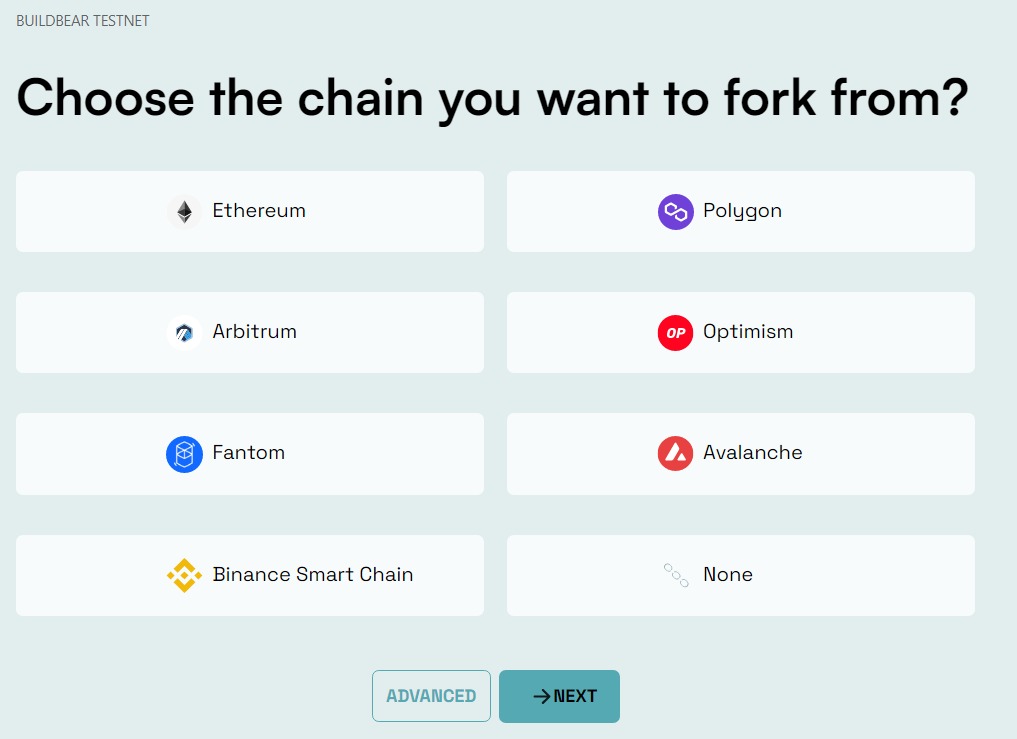 BUILDBEAR TESTNET
Choose the chain you want to fork from?
Ethereum
Polygon
Arbitrum
OP Optimism
Fantom
Avalanche
Binance Smart Chain
None
ADVANCED
→NEXT